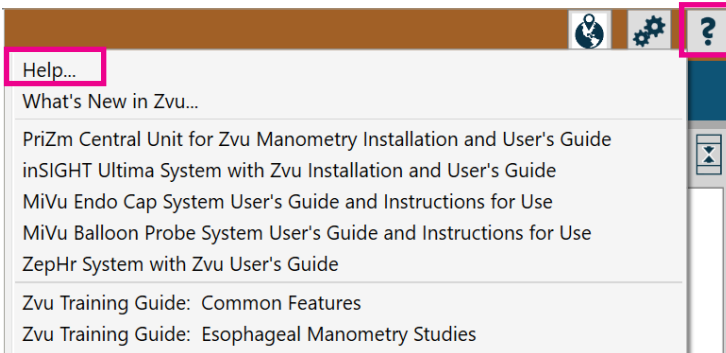 ?
Help...
What's New in Zvu...
PriZm Central Unit for Zvu Manometry Installation and User's Guide
inSIGHT Ultima System with Zvu Installation and User's Guide
MiVu Endo Cap System User's Guide and Instructions for Use
MiVu Balloon Probe System User's Guide and Instructions for Use
ZepHr System with Zvu User's Guide
Zvu Training Guide:  Common Features
Zvu Training Guide:  Esophageal Manometry Studies